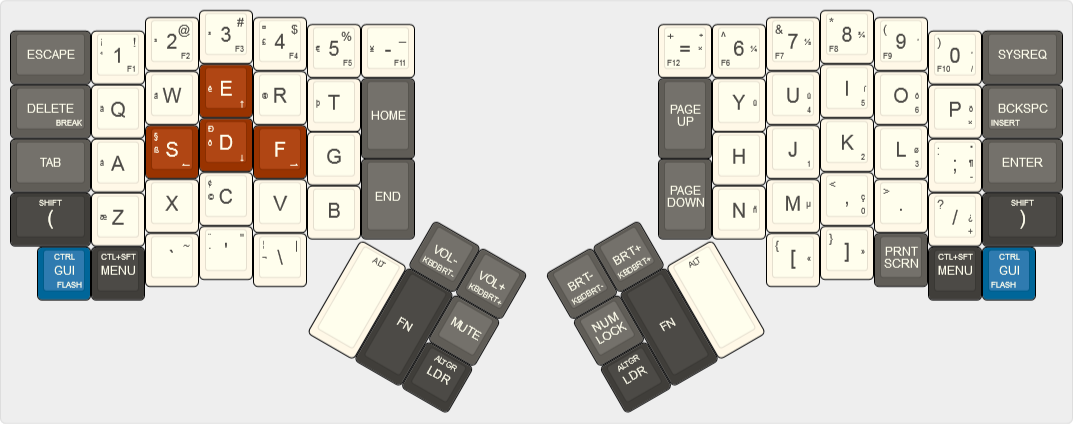 ESCAPE
¡ ! 1 F1
@ 2 F2
# 3 F3
$ £ 4 F4
% € 5 F5
_ ¥ - F11
+ = × F12
^ 6 ¼ F6
& 7 ½ F7
* 8 ¾ F8
( 9 F9
) 0 / F10
SYSREQ
DELETE
BREAK
Q
W
E ↑
R
þ T
HOME
PAGE
UP
Y
U 4
I 5
O 6
P ×
BCKSPC
INSERT
TAB
A
§ ß S ←
Ð ð D ↓
F →
G
H
J 1
K 2
L 3
: ; ¶ -
ENTER
SHIFT
(
æ Z
X
¢ © C
V
B
END
PAGE
DOWN
N
M µ
< , ç 0
> .
? / ¿ +
SHIFT
)
CTRL
GUI
FLASH
CTL+SFT
MENU
` ~
¨ '
¦ \
{ [ «
} ] »
PRNT
SCRN
CTL+SFT
MENU
CTRL
GUI
FLASH
ALT
VOL-
KBDBRT-
VOL+
KBDBRT+
FN
MUTE
ALTGR
LDR
BRT-
KBDBRT-
BRT+
KBDBRT+
ALT
NUM
LOCK
FN
ALTGR
LDR